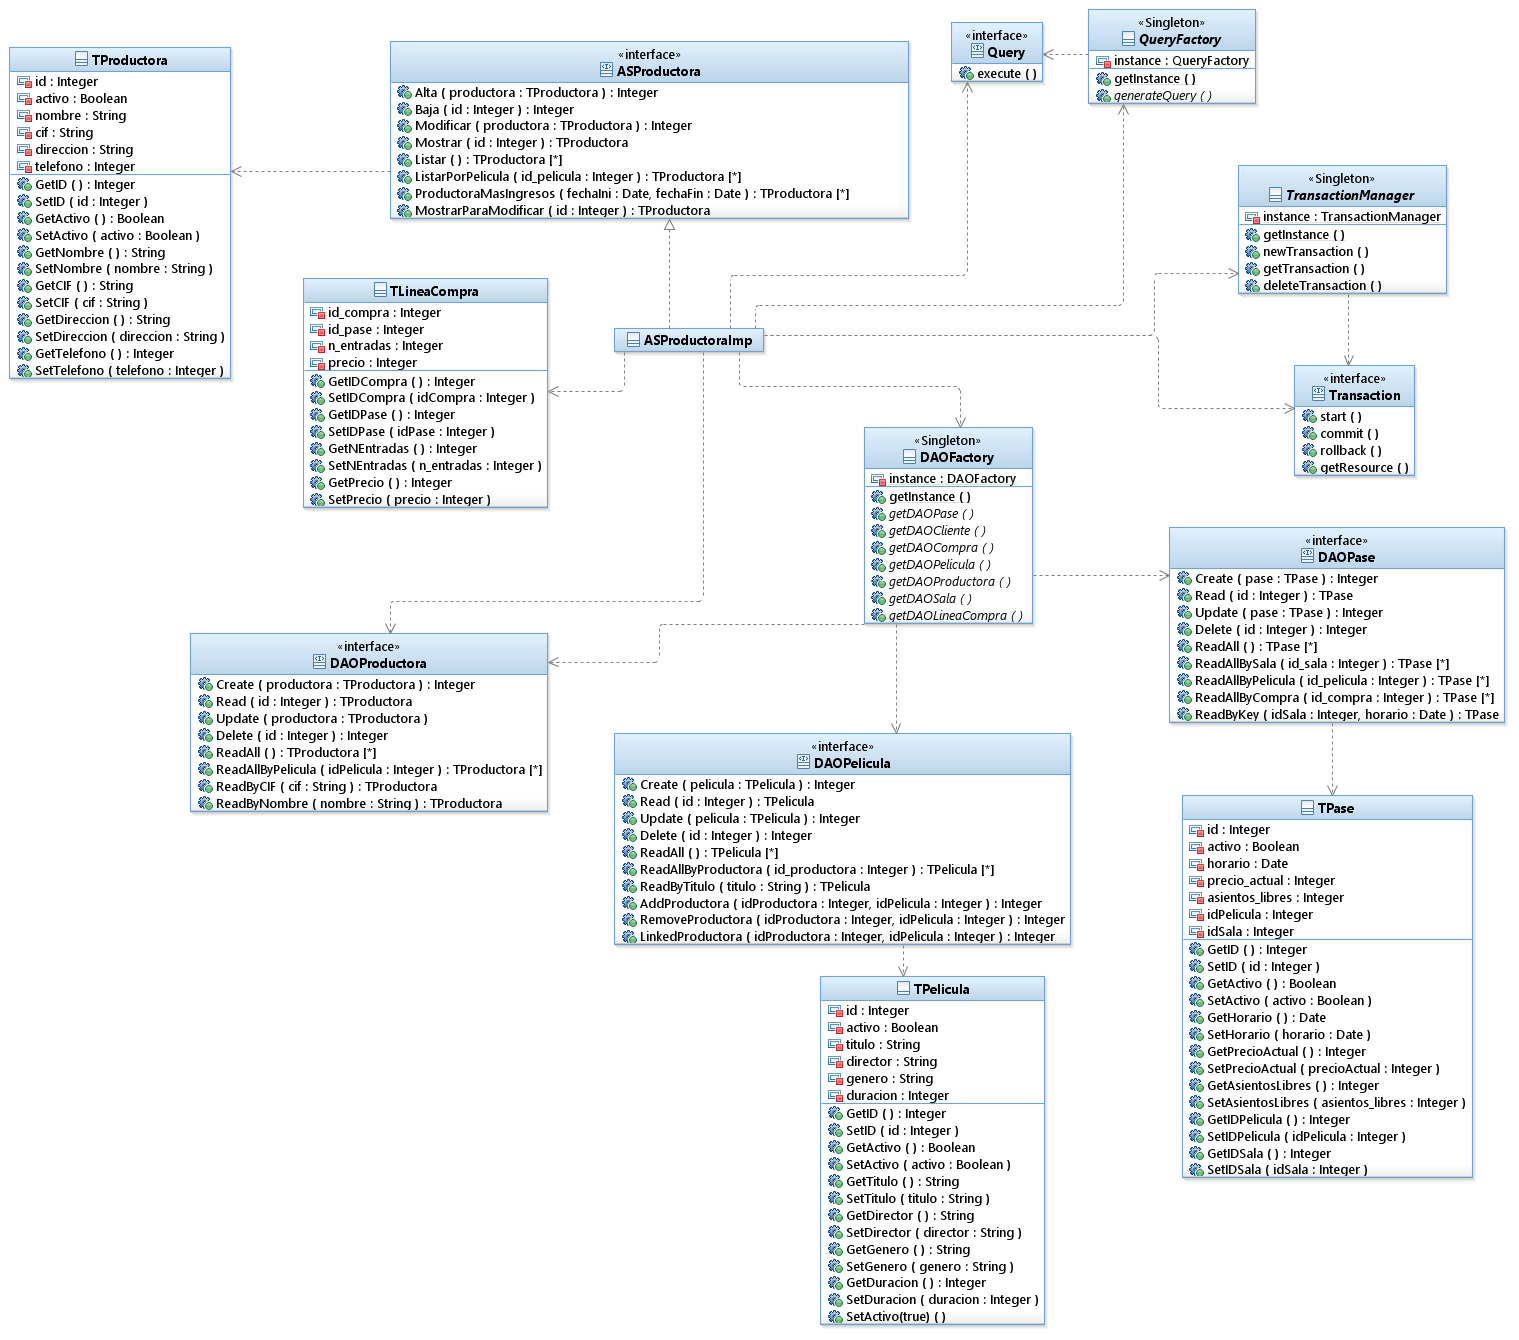 TProductora
id : Integer
activo : Boolean
nombre : String
cif : String
direccion : String
telefono : Integer
GetID ( ) : Integer
SetID ( id : Integer )
GetActivo ( ) : Boolean
SetActivo ( activo : Boolean )
GetNombre ( ) : String
SetNombre ( nombre : String )
GetCIF ( ) : String
SetCIF ( cif : String )
GetDireccion ( ) : String
SetDireccion ( direccion : String )
GetTelefono ( ) : Integer
SetTelefono ( telefono : Integer )
«interface»
ASProductora
Alta ( productora : TProductora ) : Integer
Baja ( id : Integer ) : Integer
Modificar ( productora : TProductora ) : Integer
Mostrar ( id : Integer ) : TProductora
Listar ( ) : TProductora [*]
ListarPorPelicula ( id_pelicula : Integer ) : TProductora [*]
ProductoraMasIngresos ( fechaIni : Date, fechaFin : Date ) : TProductora [*]
MostrarParaModificar ( id : Integer ) : TProductora
«interface»
Query
execute ( )
«Singleton»
QueryFactory
instance : QueryFactory
getInstance ( )
generateQuery ( )
«Singleton»
TransactionManager
instance : TransactionManager
getInstance ( )
newTransaction ( )
getTransaction ( )
deleteTransaction ( )
TLineaCompra
id_compra : Integer
id_pase : Integer
n_entradas : Integer
precio : Integer
GetIDCompra ( ) : Integer
SetIDCompra ( idCompra : Integer )
GetIDPase ( ) : Integer
SetIDPase ( idPase : Integer )
GetNEntradas ( ) : Integer
SetNEntradas ( n_entradas : Integer )
GetPrecio ( ) : Integer
SetPrecio ( precio : Integer )
ASProductoraImp
«interface»
Transaction
start ( )
commit ( )
rollback ( )
getResource ( )
«Singleton»
DAOFactory
instance : DAOFactory
getInstance ( )
getDAOPase ( )
getDAOCliente ( )
getDAOCompra ( )
getDAOPelicula ( )
getDAOProductora ( )
getDAOSala ( )
getDAOLineaCompra ( )
«interface»
DAOPase
Create ( pase : TPase ) : Integer
Read ( id : Integer ) : TPase
Update ( pase : TPase ) : Integer
Delete ( id : Integer ) : Integer
ReadAll ( ) : TPase [*]
ReadAllBySala ( id_sala : Integer ) : TPase [*]
ReadAllByPelicula ( id_pelicula : Integer ) : TPase [*]
ReadAllByCompra ( id_compra : Integer ) : TPase [*]
ReadByKey ( idSala : Integer, horario : Date ) : TPase
«interface»
DAOProductora
Create ( productora : TProductora ) : Integer
Read ( id : Integer ) : TProductora
Update ( productora : TProductora )
Delete ( id : Integer ) : Integer
ReadAll ( ) : TProductora [*]
ReadAllByPelicula ( idPelicula : Integer ) : TProductora [*]
ReadByCIF ( cif : String ) : TProductora
ReadByNombre ( nombre : String ) : TProductora
«interface»
DAOPelicula
Create ( pelicula : TPelicula ) : Integer
Read ( id : Integer ) : TPelicula
Update ( pelicula : TPelicula ) : Integer
Delete ( id : Integer ) : Integer
ReadAll ( ) : TPelicula [*]
ReadAllByProductora ( id_productora : Integer ) : TPelicula [*]
ReadByTitulo ( titulo : String ) : TPelicula
AddProductora ( idProductora : Integer, idPelicula : Integer ) : Integer
RemoveProductora ( idProductora : Integer, idPelicula : Integer ) : Integer
LinkedProductora ( idProductora : Integer, idPelicula : Integer ) : Integer
TPase
id : Integer
activo : Boolean
horario : Date
precio_actual : Integer
asientos_libres : Integer
idPelicula : Integer
idSala : Integer
GetID ( ) : Integer
SetID ( id : Integer )
GetActivo ( ) : Boolean
SetActivo ( activo : Boolean )
GetHorario ( ) : Date
SetHorario ( horario : Date )
GetPrecioActual ( ) : Integer
SetPrecioActual ( precioActual : Integer )
GetAsientosLibres ( ) : Integer
SetAsientosLibres ( asientos_libres : Integer )
GetIDPelicula ( ) : Integer
SetIDPelicula ( idPelicula : Integer )
GetIDSala ( ) : Integer
SetIDSala ( idSala : Integer )
TPelicula
id : Integer
activo : Boolean
titulo : String
director : String
genero : String
duracion : Integer
GetID ( ) : Integer
SetID ( id : Integer )
GetActivo ( ) : Boolean
SetActivo ( activo : Boolean )
GetTitulo ( ) : String
SetTitulo ( titulo : String )
GetDirector ( ) : String
SetDirector ( director : String )
GetGenero ( ) : String
SetGenero ( genero : String )
GetDuracion ( ) : Integer
SetDuracion ( duracion : Integer )
SetActivo(true) ( )